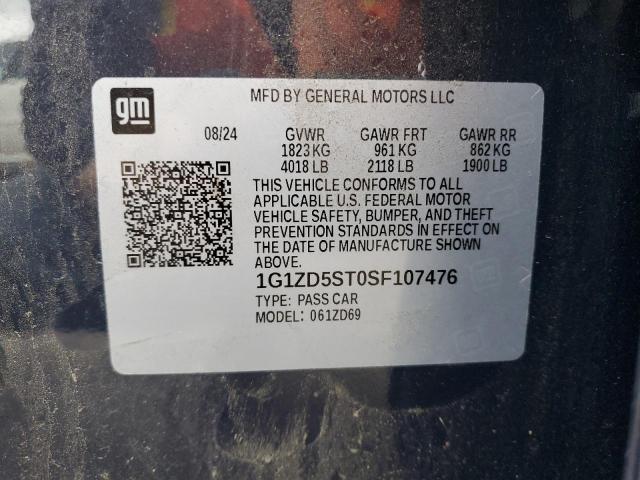 gm
MFD BY GENERAL MOTORS LLC
08/24 GVWR GAWR FRT GAWR RR
1823 KG 961 KG 862 KG
4018 LB 2118 LB 1900 LB
THIS VEHICLE CONFORMS TO ALL
APPLICABLE U.S. FEDERAL MOTOR
VEHICLE SAFETY, BUMPER, AND THEFT
PREVENTION STANDARDS IN EFFECT ON
THE DATE OF MANUFACTURE SHOWN
ABOVE.
1G1ZD5ST0SF107476
TYPE: PASS CAR
MODEL: 061ZD69